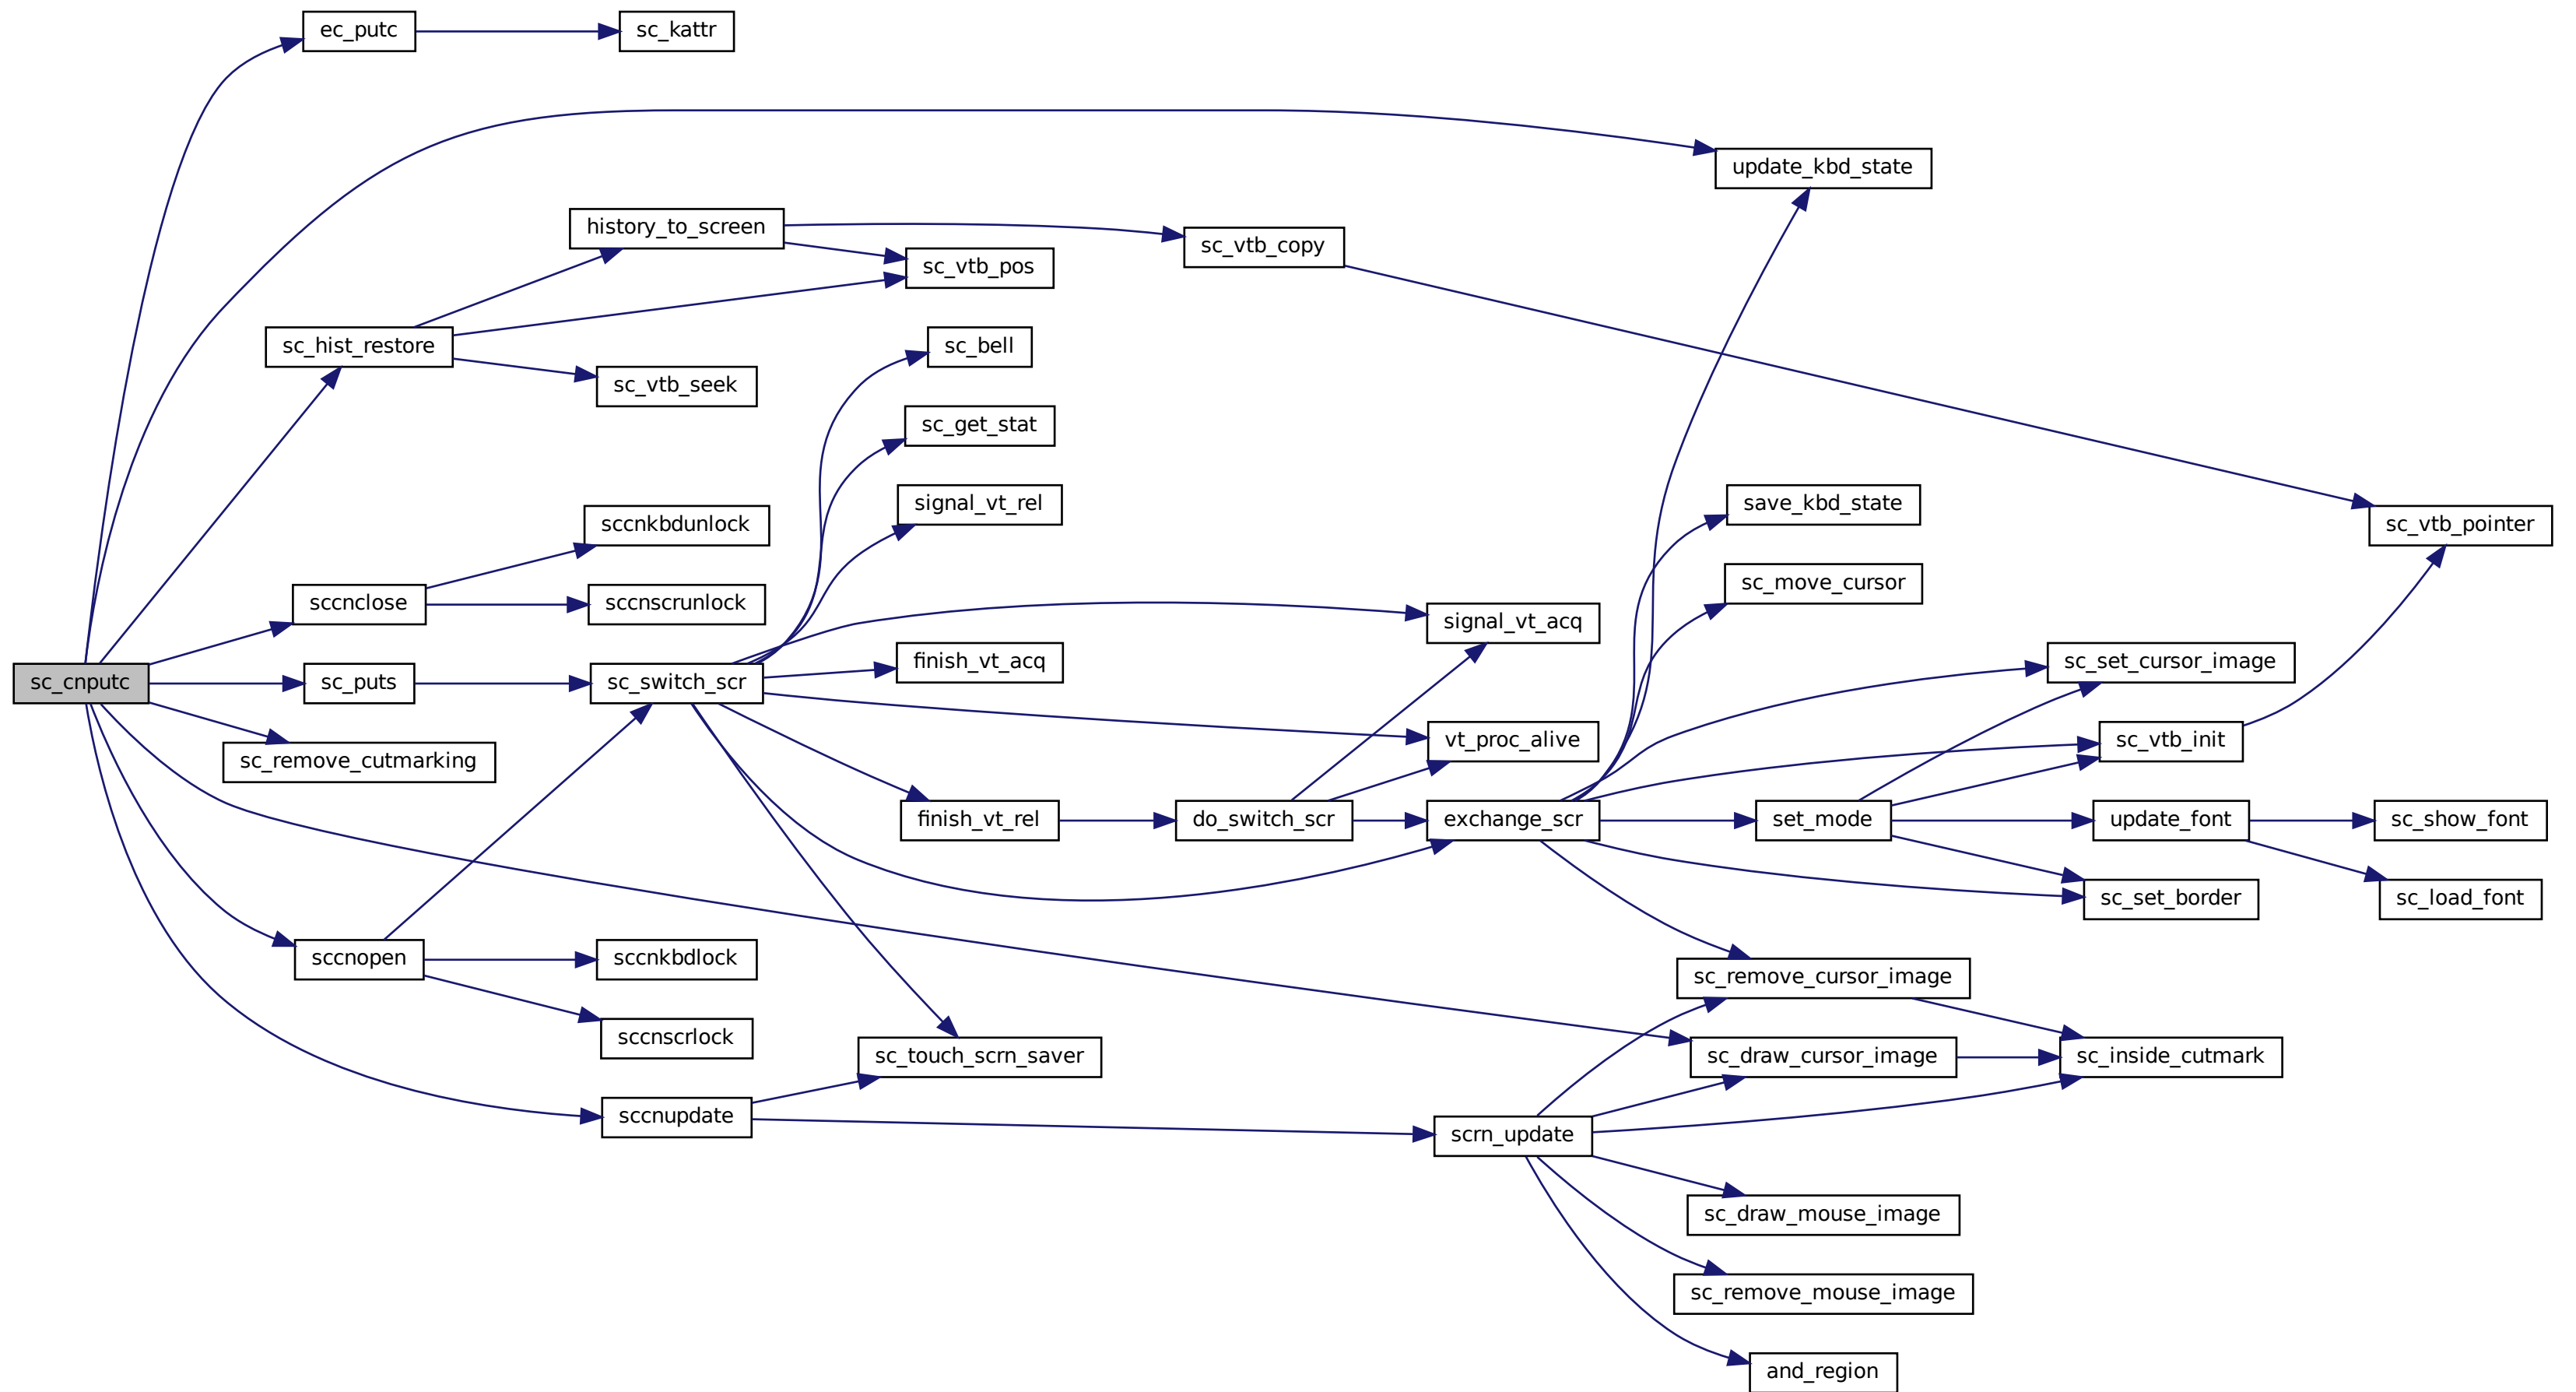 ec_putc
sc_kattr
update_kbd_state
history_to_screen
sc_vtb_copy
sc_vtb_pos
sc_hist_restore
sc_bell
sc_vtb_seek
sc_get_stat
signal_vt_rel
save_kbd_state
sccnkbdunlock
sc_vtb_pointer
sc_move_cursor
sccnclose
sccnscrunlock
signal_vt_acq
finish_vt_acq
sc_set_cursor_image
sc_cnputc
sc_puts
sc_switch_scr
vt_proc_alive
sc_vtb_init
sc_remove_cutmarking
finish_vt_rel
do_switch_scr
exchange_scr
set_mode
update_font
sc_show_font
sc_set_border
sc_load_font
sccnopen
sccnkbdlock
sc_remove_cursor_image
sccnscrlock
sc_touch_scrn_saver
sc_draw_cursor_image
sc_inside_cutmark
sccnupdate
scrn_update
sc_draw_mouse_image
sc_remove_mouse_image
and_region